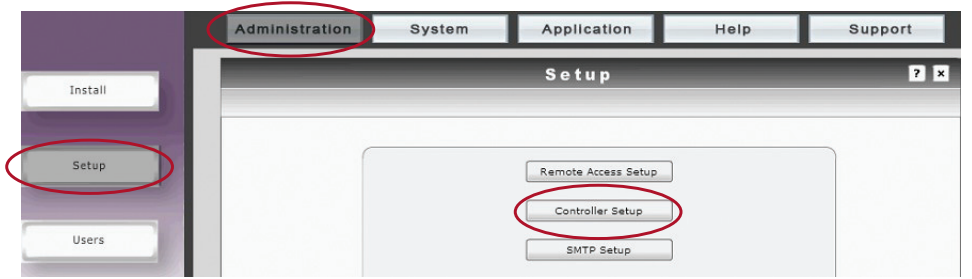 Administration System Application Help Support
Setup ? x
Install
Setup
Users
Remote Access Setup
Controller Setup
SMTP Setup